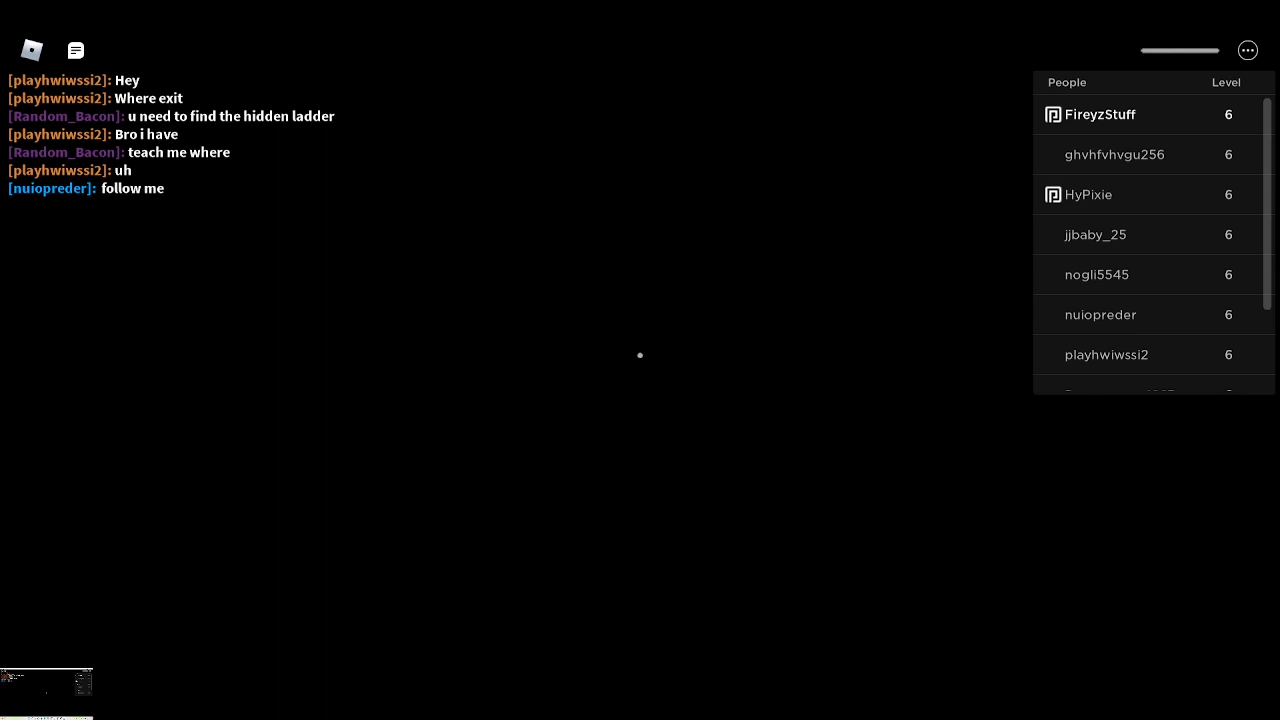 [playhwiwssi2]: Hey
[playhwiwssi2]: Where exit
[Random_Bacon]: u need to find the hidden ladder
[playhwiwssi2]: Bro i have
[Random_Bacon]: teach me where
[playhwiwssi2]: uh
[nuiopreder]: follow me
People Level
FireyzStuff 6
ghvhfvhvgu256 6
HyPixie 6
jjbaby_25 6
nogli5545 6
nuiopreder 6
playhwiwssi2 6